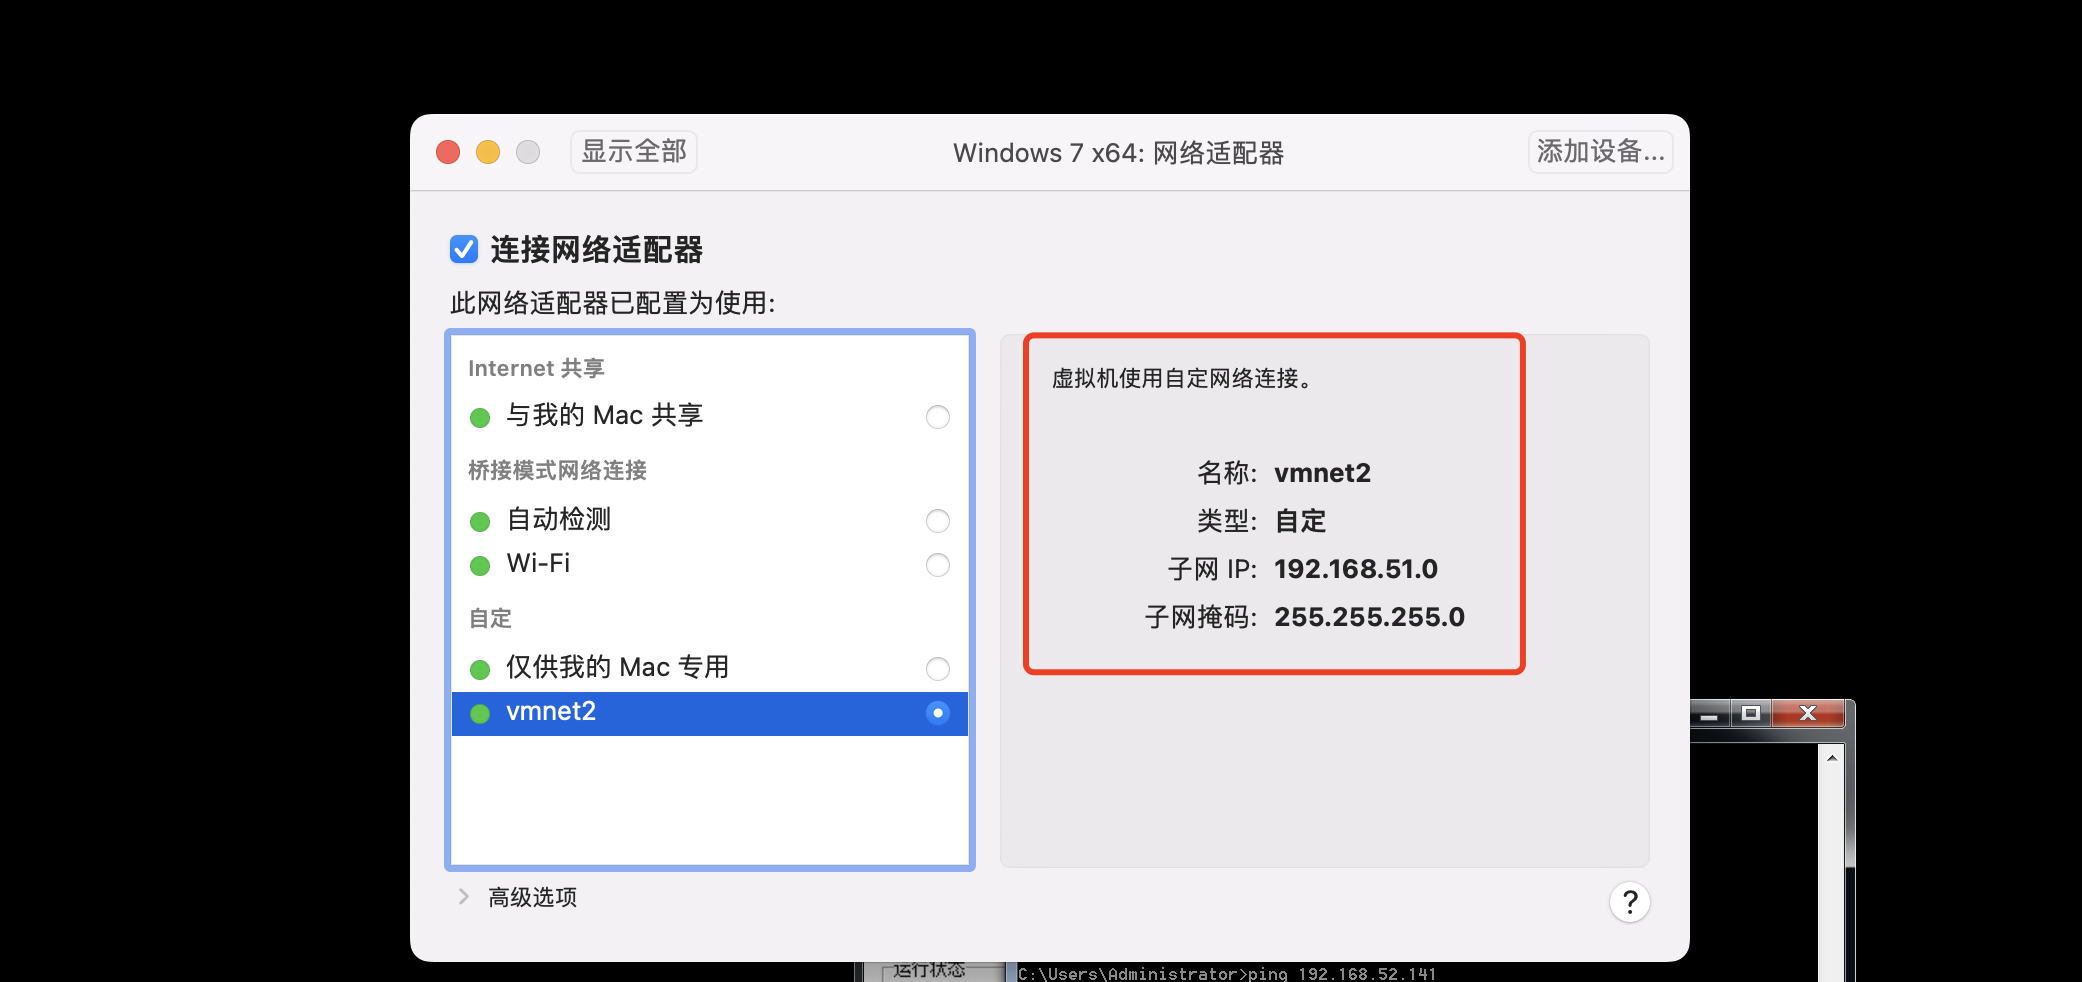 显示全部
Windows 7 x64: 网络适配器
添加设备...
连接网络适配器
此网络适配器已配置为使用:
Internet 共享
与我的 Mac 共享
桥接模式网络连接
自动检测
Wi-Fi
自定
仅供我的 Mac 专用
vmnet2
虚拟机使用自定网络连接。
名称: vmnet2
类型: 自定
子网 IP: 192.168.51.0
子网掩码: 255.255.255.0
高级选项
?
运行状态
C:\Users\Administrator>ping 192.168.52.141